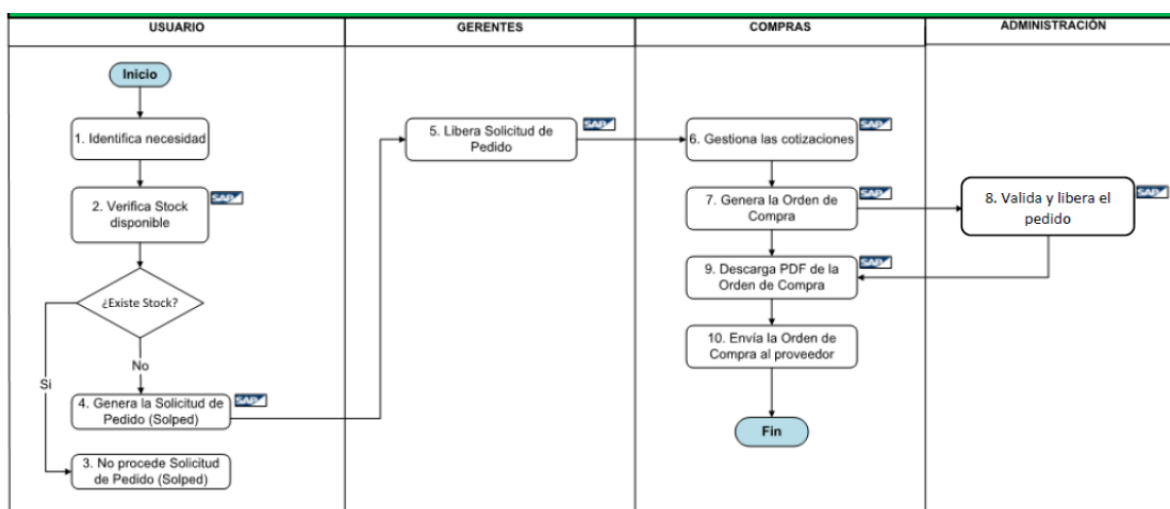 USUARIO
GERENTES
COMPRAS
ADMINISTRACIÓN
Inicio
1. Identifica necesidad
2. Verifica Stock
disponible
SAP
¿Existe Stock?
No
Si
4. Genera la Solicitud de
Pedido (Solped)
SAP
3. No procede Solicitud
de Pedido (Solped)
5. Libera Solicitud de
Pedido
SAP
6. Gestiona las cotizaciones
SAP
7. Genera la Orden de
Compra
SAP
8. Valida y libera el
pedido
SAP
9. Descarga PDF de la
Orden de Compra
SAP
10. Envía la Orden de
Compra al proveedor
Fin